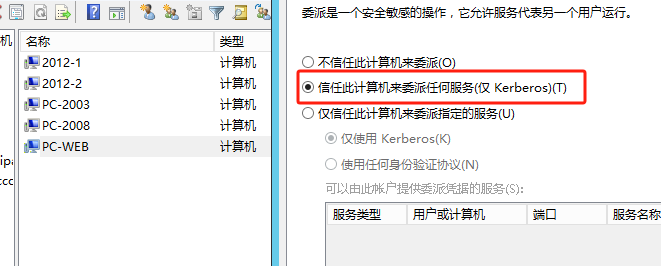 名称 类型
2012-1 计算机
2012-2 计算机
PC-2003 计算机
PC-2008 计算机
PC-WEB 计算机
机
ipa
ccc
委派是一个安全敏感的操作，它允许服务代表另一个用户运行。
不信任此计算机来委派(O)
信任此计算机来委派任何服务(仅 Kerberos)(T)
仅信任此计算机来委派指定的服务(U)
仅使用 Kerberos(K)
使用任何身份验证协议(N)
可以由此帐户提供委派凭据的服务(S):
服务类型 用户或计算机 端口 服务名称